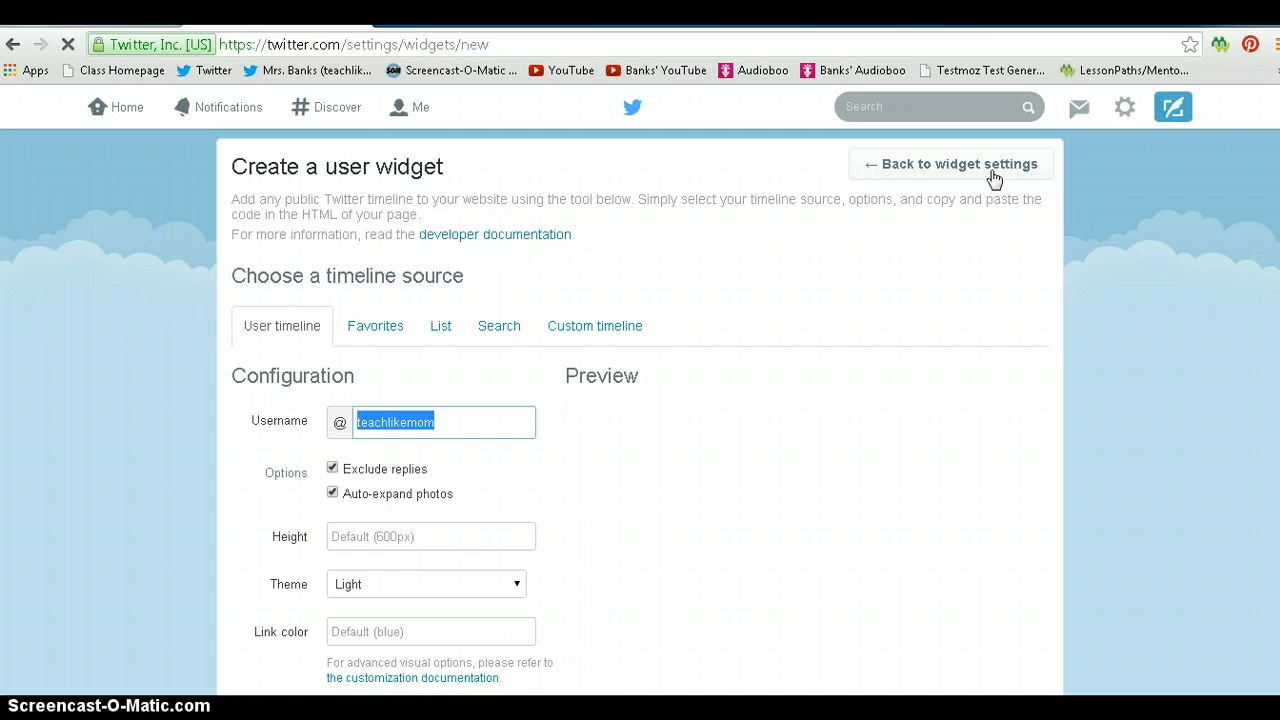 Twitter, Inc. [US] https://twitter.com/settings/widgets/new
Apps Class Homepage Twitter Mrs. Banks (teachlik... Screencast-O-Matic ... YouTube Banks' YouTube Audioboo Banks' Audioboo Testmoz Test Gener... LessonPaths/Mento...
Home Notifications Discover Me Search
Create a user widget
← Back to widget settings
Add any public Twitter timeline to your website using the tool below. Simply select your timeline source, options, and copy and paste the
code in the HTML of your page.
For more information, read the developer documentation.
Choose a timeline source
User timeline Favorites List Search Custom timeline
Configuration
Preview
Username @ teachlikemom
Options Exclude replies
Auto-expand photos
Height Default (600px)
Theme Light
Link color Default (blue)
For advanced visual options, please refer to
the customization documentation.
Screencast-O-Matic.com